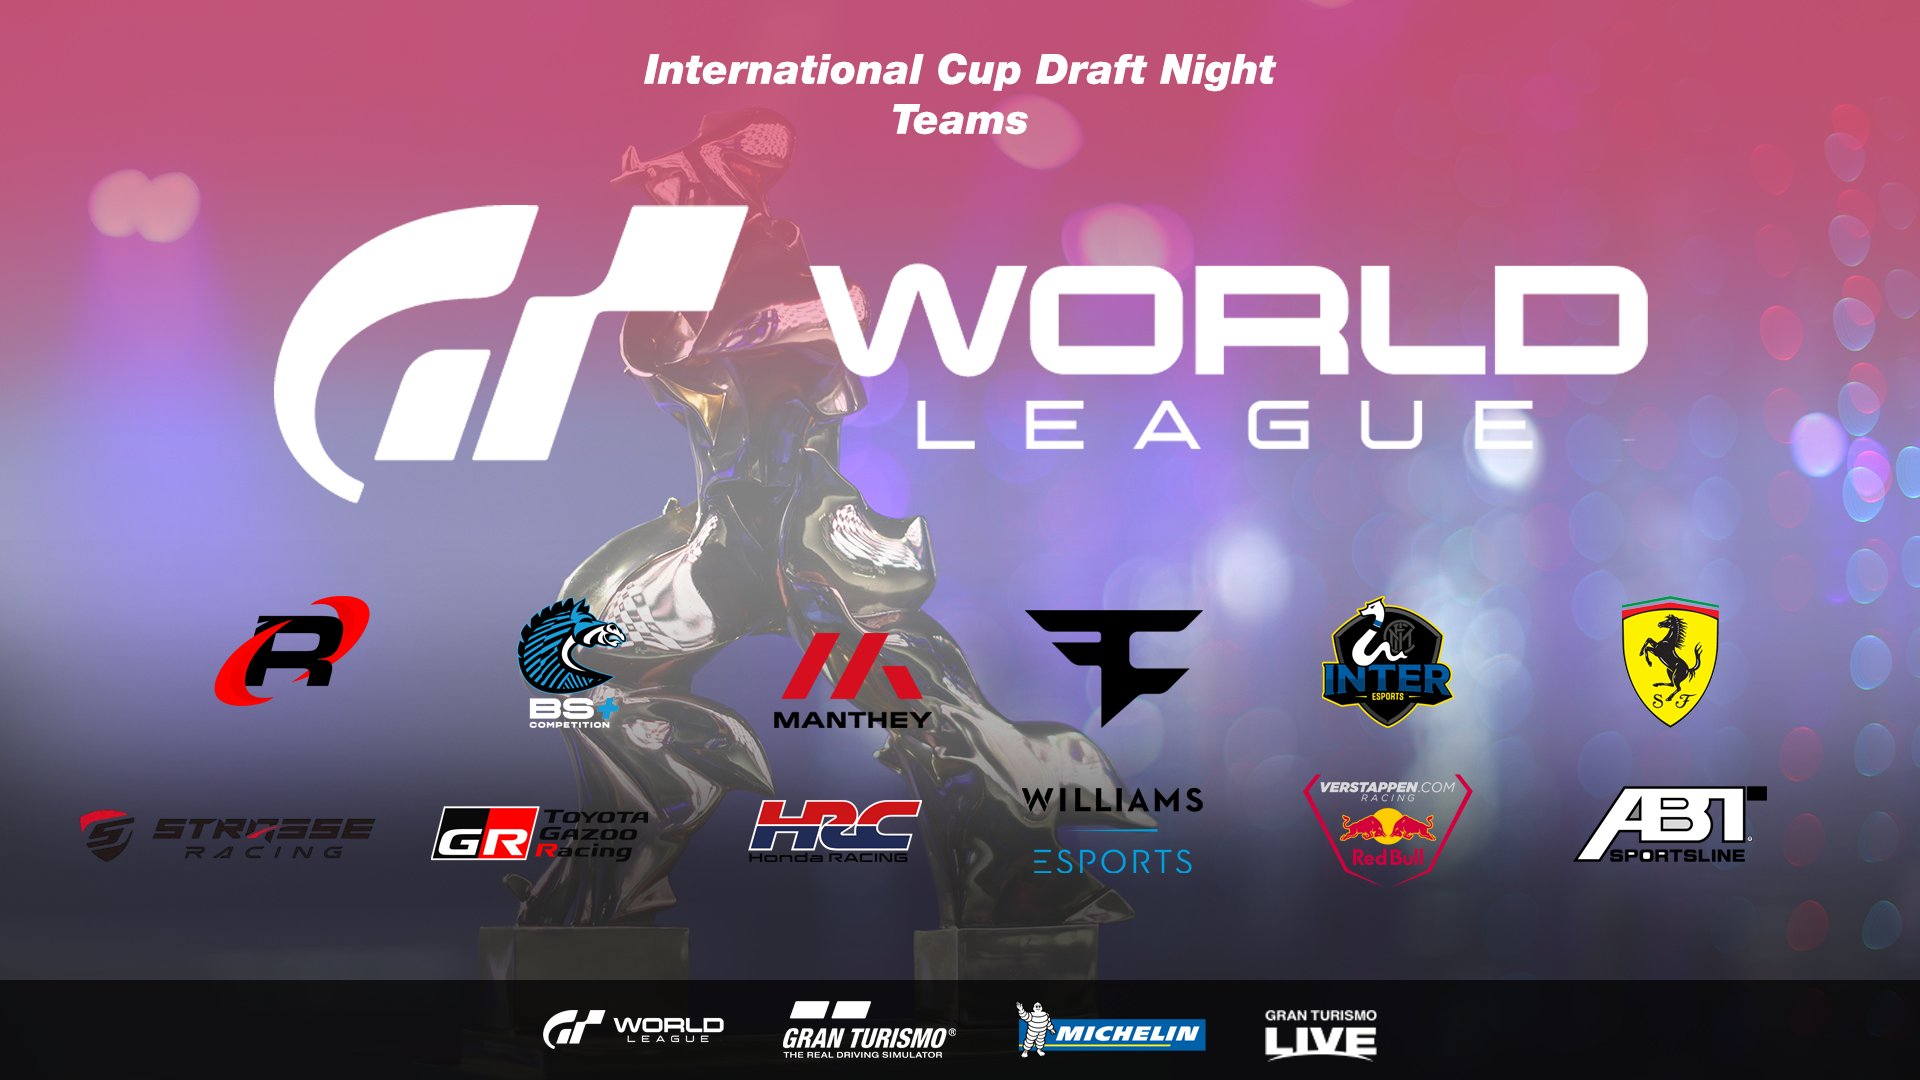 International Cup Draft Night
Teams
WORLD
LEAGUE
R
BS+
COMPETITION
MANTHEY
INTER
ESPORTS
S F
STROSSE
RACING
GR TOYOTA
GAZOO
Racing
HRC
Honda RACING
WILLIAMS
ESPORTS
VERSTAPPEN.COM
RACING
Red Bull
ABT
SPORTSLINE
WORLD
LEAGUE
GRAN TURISMO®
THE REAL DRIVING SIMULATOR
MICHELIN
GRAN TURISMO
LIVE